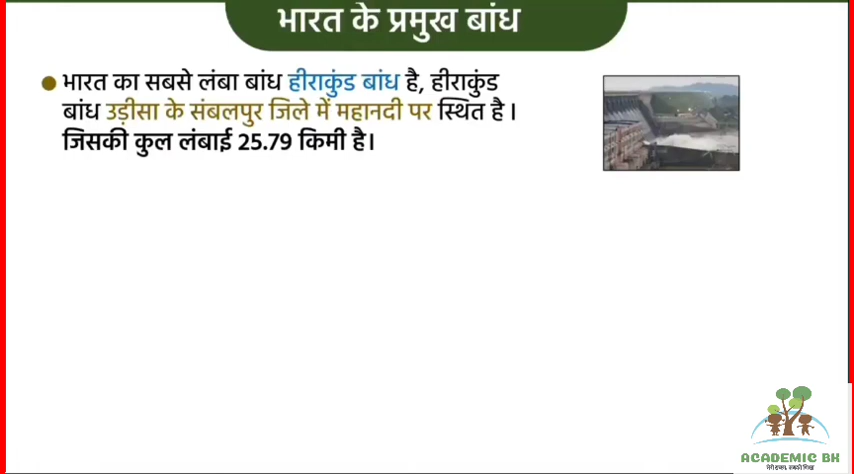 भारत के प्रमुख बांध
भारत का सबसे लंबा बांध हीराकुंड बांध है, हीराकुंड
बांध उड़ीसा के संबलपुर जिले में महानदी पर स्थित है।
जिसकी कुल लंबाई 25.79 किमी है।
ACADEMIC BH